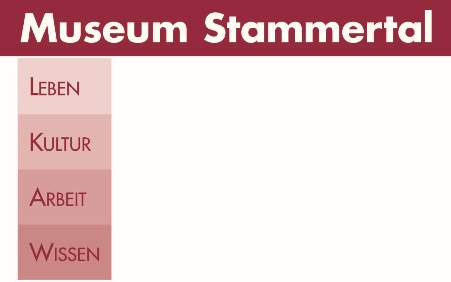 Museum Stammertal
LEBEN
KULTUR
ARBEIT
WISSEN